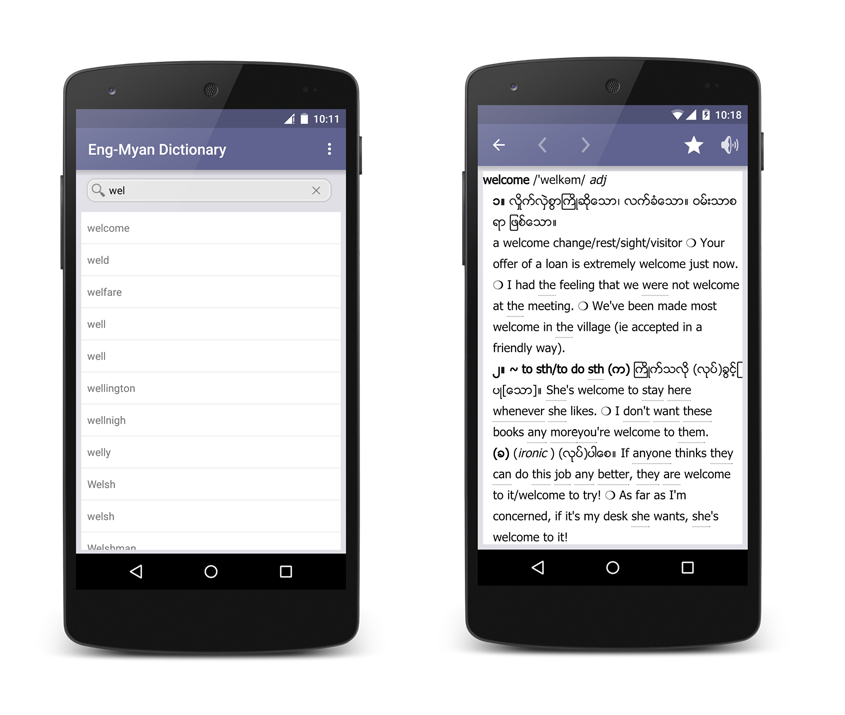 10:11
Eng-Myan Dictionary
wel
welcome
weld
welfare
well
well
wellington
wellnigh
welly
Welsh
welsh
Welshman
10:18
welcome /'welkəm/ adj
၁။ လှိုက်လှဲစွာကြိုဆိုသော၊ လက်ခံသော။ ဝမ်းသာစ
ရာ ဖြစ်သော။
a welcome change/rest/sight/visitor ❍ Your
offer of a loan is extremely welcome just now.
❍ I had the feeling that we were not welcome
at the meeting. ❍ We've been made most
welcome in the village (ie accepted in a
friendly way).
၂။ ~ to sth/to do sth (က) ကြိုက်သလို (လုပ်)ခွင့်
ပြု[သော]။ She's welcome to stay here
whenever she likes. ❍ I don't want these
books any moreyou're welcome to them.
(ခ) (ironic ) (လုပ်)ပါစေ။ If anyone thinks they
can do this job any better, they are welcome
to it/welcome to try! ❍ As far as I'm
concerned, if it's my desk she wants, she's
welcome to it!